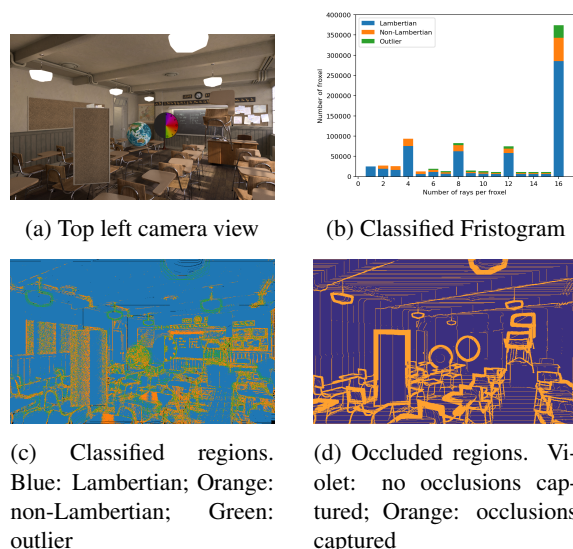 400000
350000
300000
250000
200000
150000
100000
50000
0
Number of froxel
Lambertian
Non-Lambertian
Outlier
0 2 4 6 8 10 12 14 16
Number of rays per froxel
(a) Top left camera view
(b) Classified Fristogram
(c) Classified regions.
Blue: Lambertian; Orange:
non-Lambertian; Green:
outlier
(d) Occluded regions. Vi-
olet: no occlusions cap-
tured; Orange: occlusions
captured